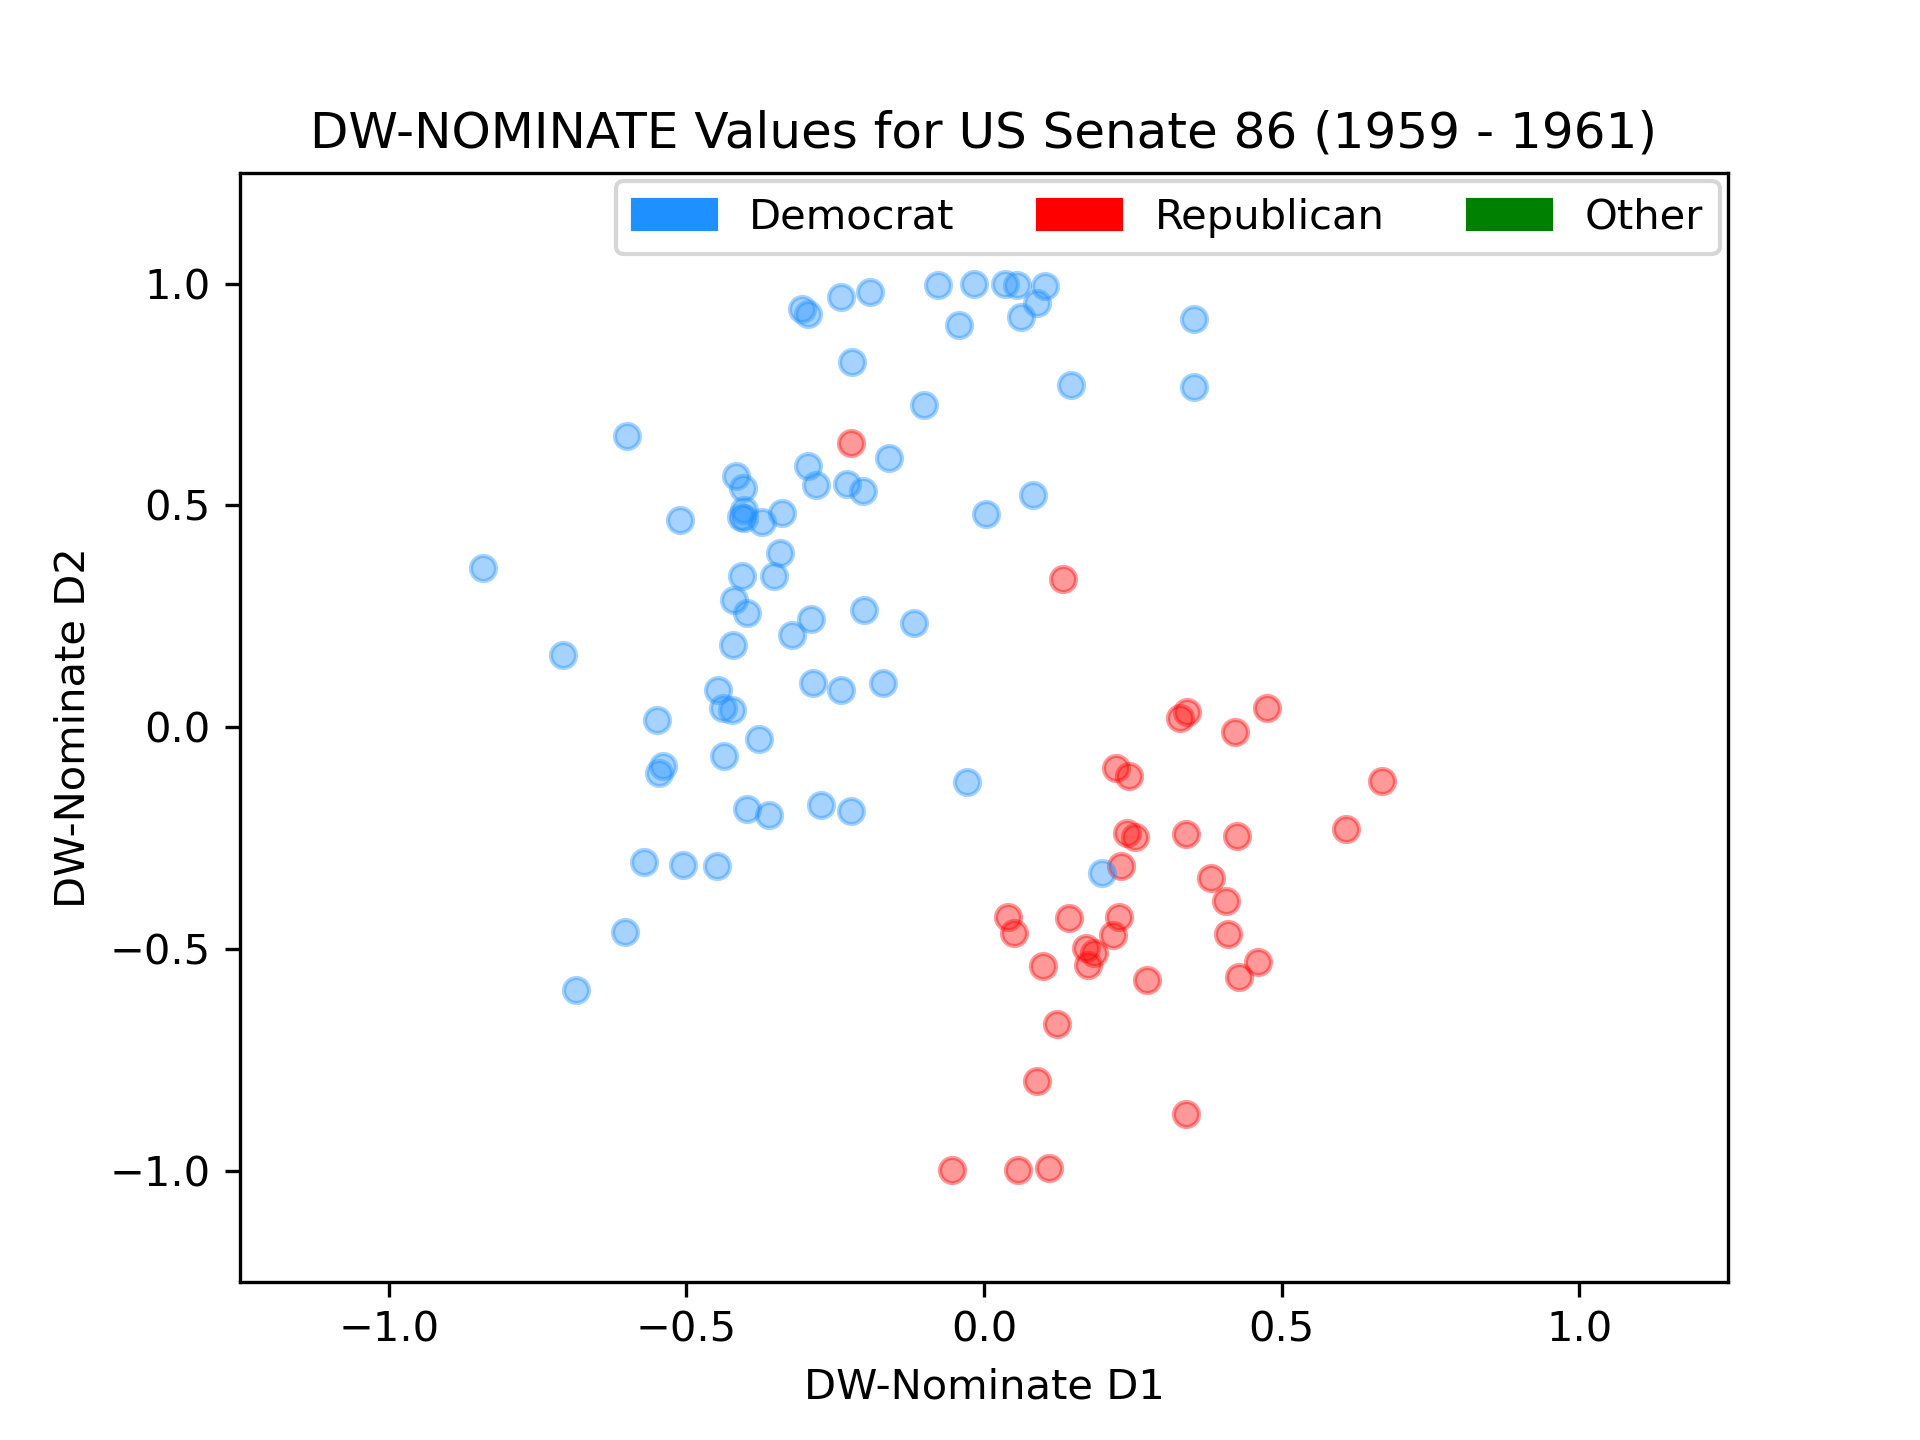 DW-NOMINATE Values for US Senate 86 (1959 - 1961)
Democrat Republican Other
1.0
0.5
0.0
−0.5
−1.0
DW-Nominate D2
−1.0 −0.5 0.0 0.5 1.0
DW-Nominate D1